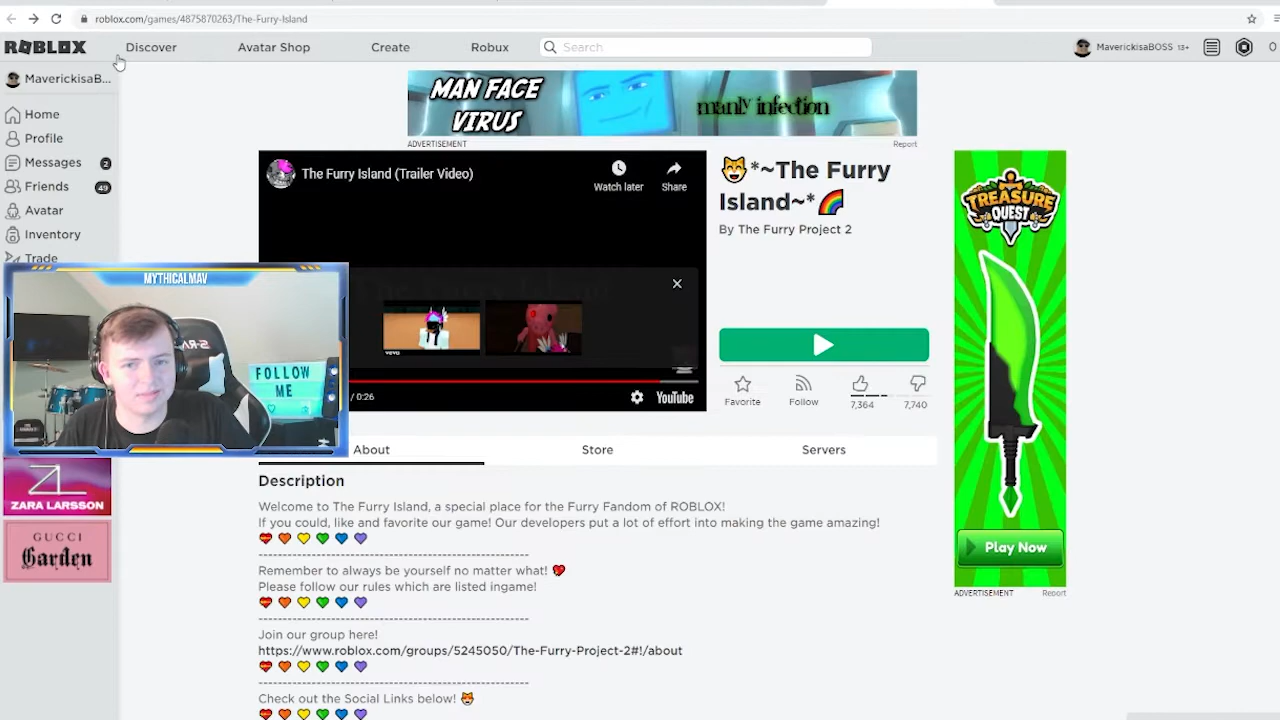 roblox.com/games/4875870263/The-Furry-Island
ROBLOX
Discover
Avatar Shop
Create
Robux
Search
MaverickisaBOSS 13+
0
MaverickisaB...
Home
Profile
Messages 2
Friends 49
Avatar
Inventory
Trade
MAN FACE
VIRUS
manly infection
ADVERTISEMENT
Report
The Furry Island (Trailer Video)
Watch later
Share
/ 0:26
YouTube
*~The Furry
Island~*
By The Furry Project 2
Favorite
Follow
7,364
7,740
TREASURE
QUEST
Play Now
ADVERTISEMENT
Report
MYTHICALMAV
FOLLOW
ME
ZARA LARSSON
GUCCI
Garden
About
Store
Servers
Description
Welcome to The Furry Island, a special place for the Furry Fandom of ROBLOX!
If you could, like and favorite our game! Our developers put a lot of effort into making the game amazing!
❤️🧡💛💚💙💜
------------------------------------------------------
Remember to always be yourself no matter what! 💖
Please follow our rules which are listed ingame!
❤️🧡💛💚💙💜
------------------------------------------------------
Join our group here!
https://www.roblox.com/groups/5245050/The-Furry-Project-2#!/about
❤️🧡💛💚💙💜
------------------------------------------------------
Check out the Social Links below! 😺
❤️🧡💛💚💙💜